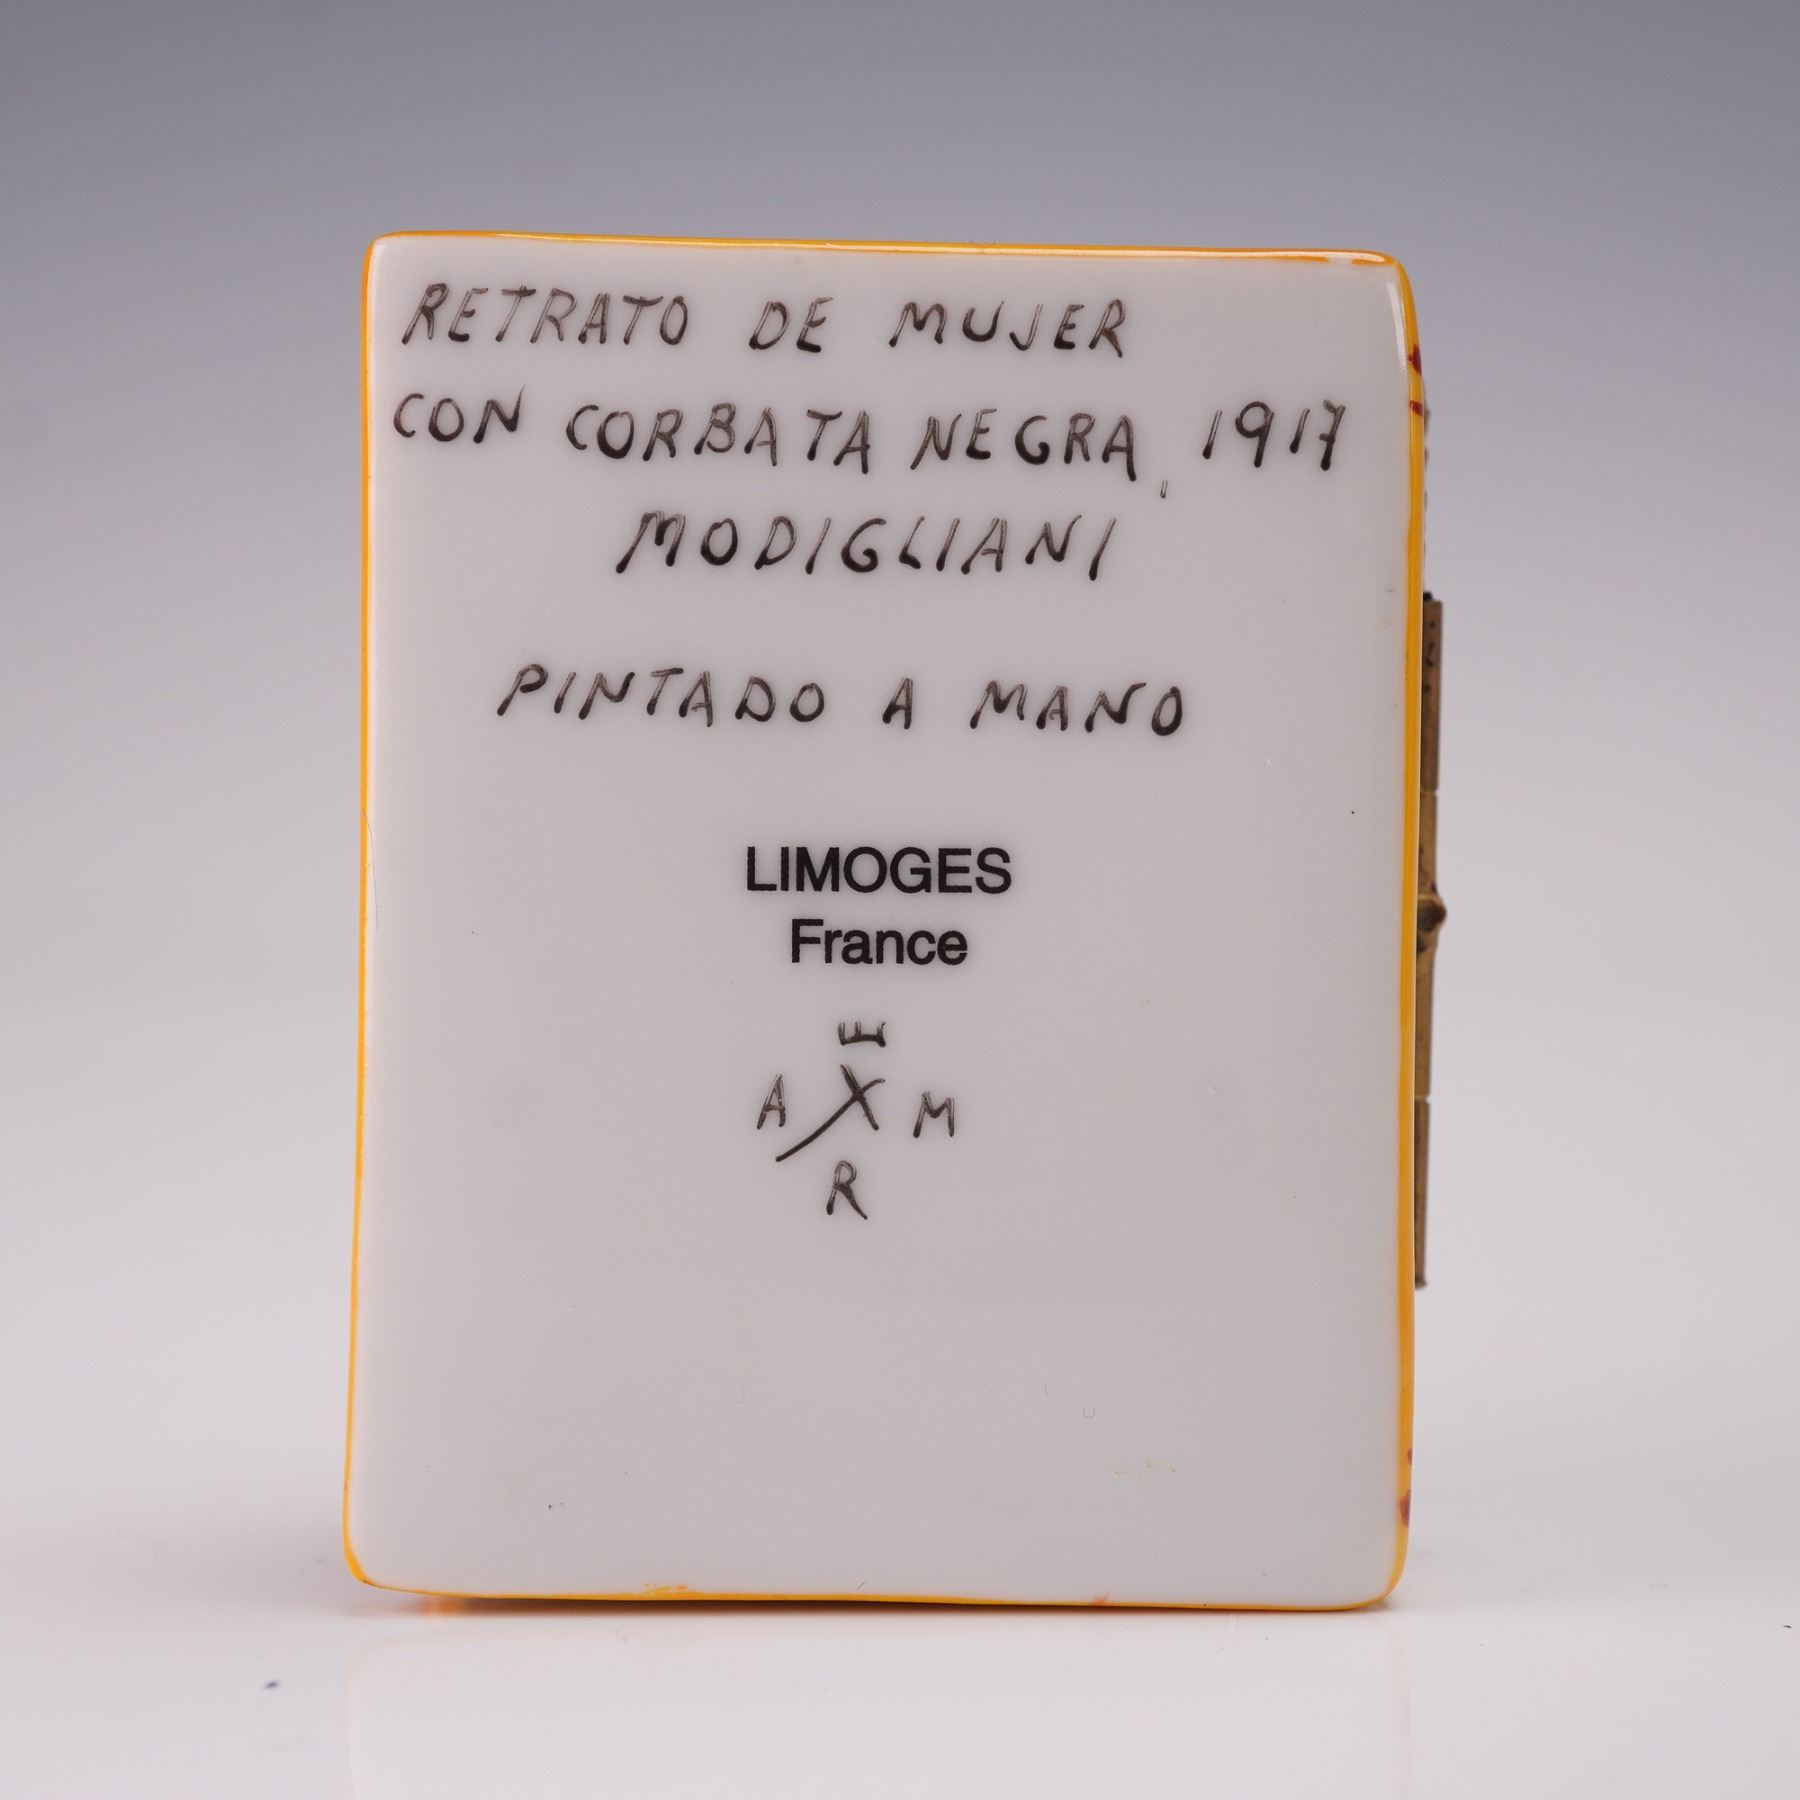 RETRATO DE MUJER
CON CORBATA NEGRA, 1917
MODIGLIANI
PINTADO A MANO
LIMOGES
France
E
A X M
R